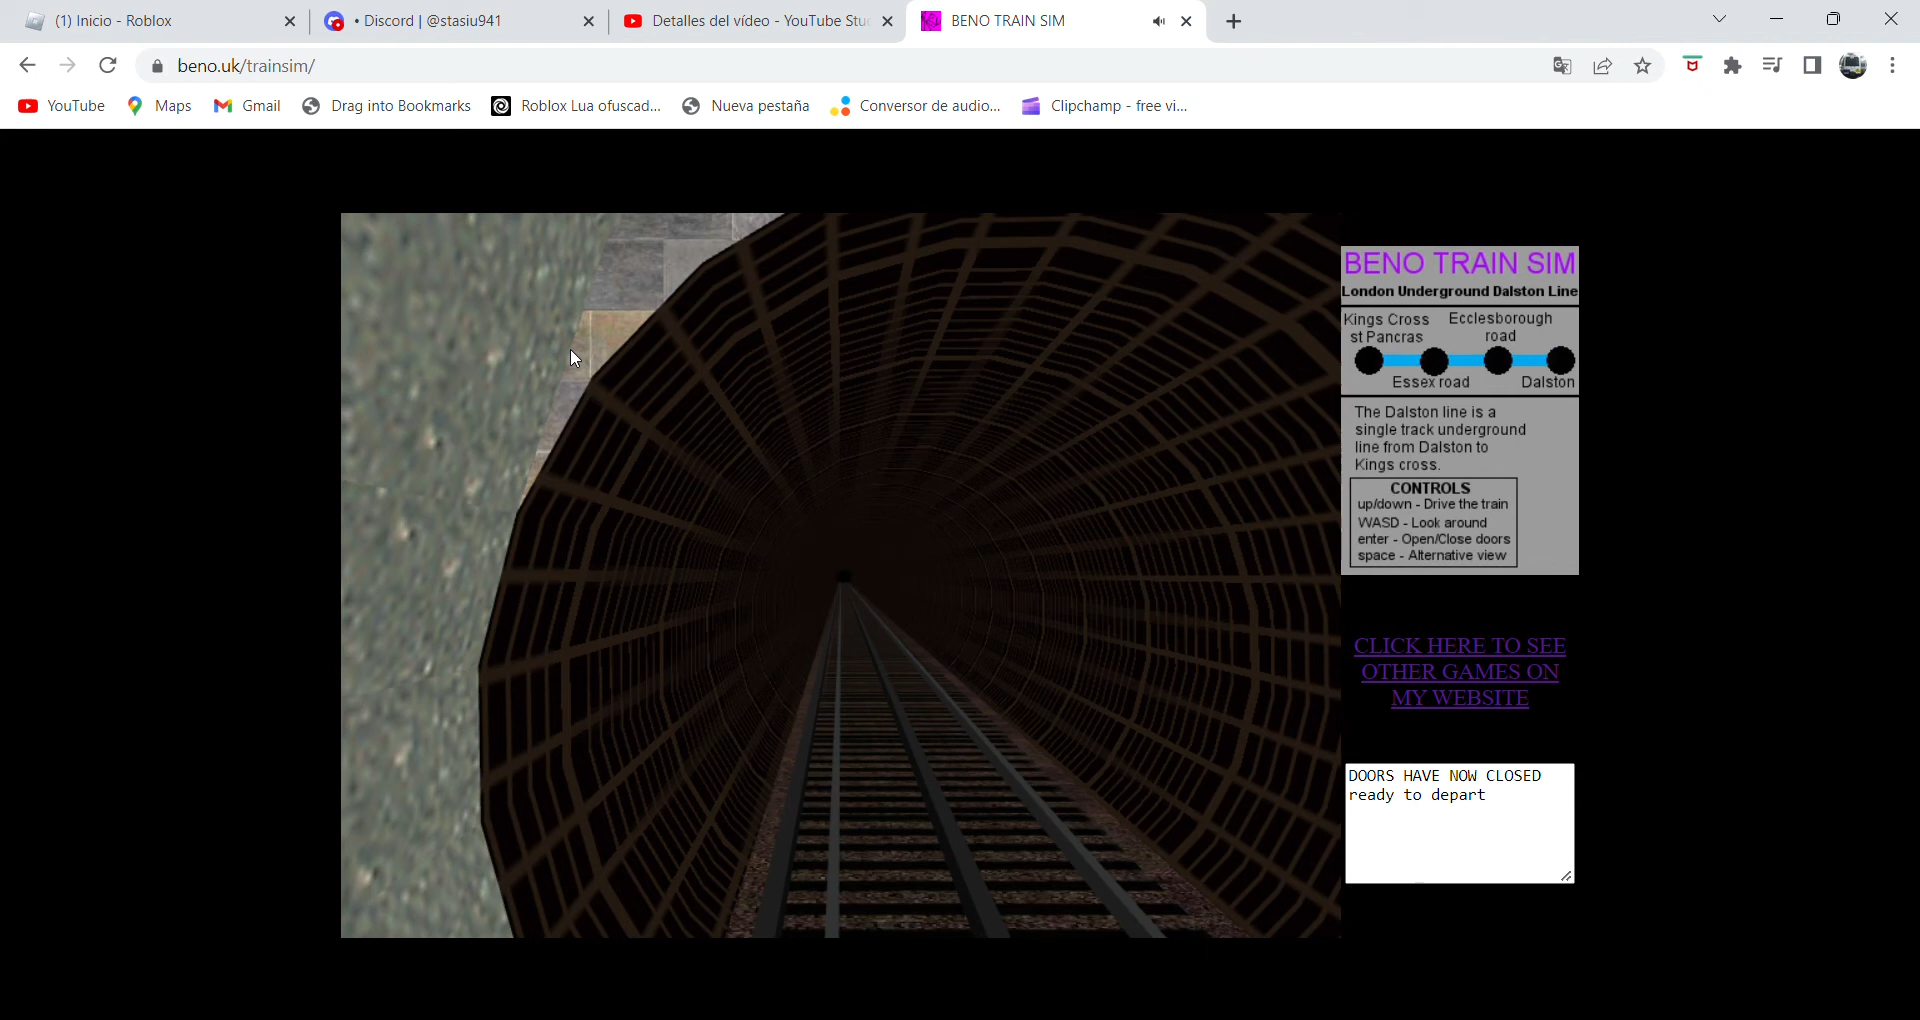 (1) Inicio - Roblox
• Discord | @stasiu941
Detalles del vídeo - YouTube Stu
BENO TRAIN SIM
beno.uk/trainsim/
YouTube
Maps
Gmail
Drag into Bookmarks
Roblox Lua ofuscad...
Nueva pestaña
Conversor de audio...
Clipchamp - free vi...
BENO TRAIN SIM
London Underground Dalston Line
Kings Cross
st Pancras
Ecclesborough
road
Essex road
Dalston
The Dalston line is a
single track underground
line from Dalston to
Kings cross.
CONTROLS
up/down - Drive the train
WASD - Look around
enter - Open/Close doors
space - Alternative view
CLICK HERE TO SEE
OTHER GAMES ON
MY WEBSITE
DOORS HAVE NOW CLOSED
ready to depart